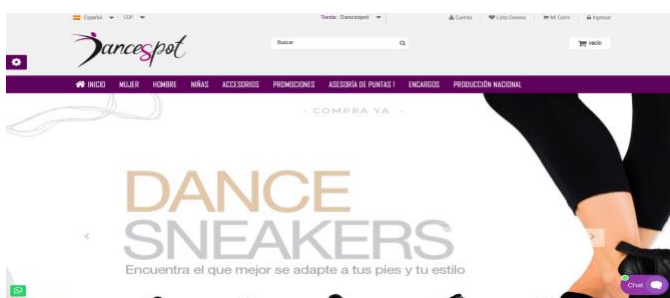 Español COP Tienda : Dancespot Cuenta Lista Deseos Mi Carro Ingresar
Dancespot
Buscar
vacío
INICIO MUJER HOMBRE NIÑAS ACCESORIOS PROMOCIONES ASESORÍA DE PUNTAS ! ENCARGOS PRODUCCIÓN NACIONAL
- COMPRA YA -
DANCE
SNEAKERS
Encuentra el que mejor se adapte a tus pies y tu estilo
Chat